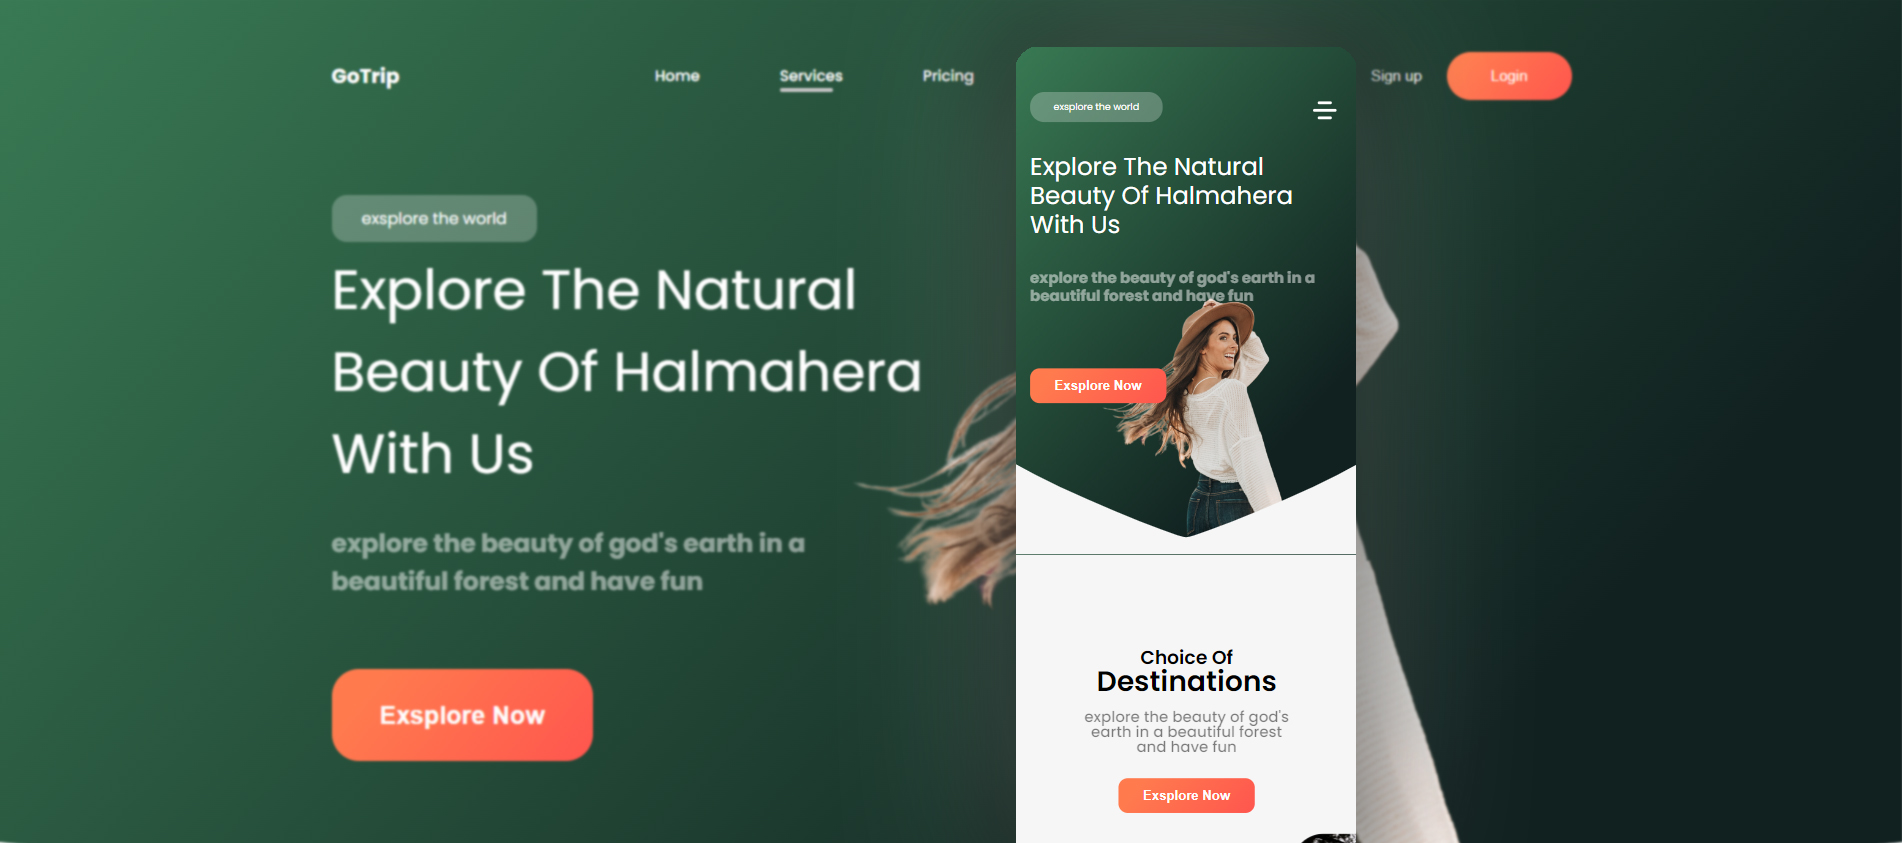 GoTrip
Home
Services
Pricing
Sign up
Login
exsplore the world
Explore The Natural
Beauty Of Halmahera
With Us
explore the beauty of god's earth in a
beautiful forest and have fun
Exsplore Now
exsplore the world
Explore The Natural
Beauty Of Halmahera
With Us
explore the beauty of god's earth in a
beautiful forest and have fun
Exsplore Now
Choice Of
Destinations
explore the beauty of god's
earth in a beautiful forest
and have fun
Exsplore Now